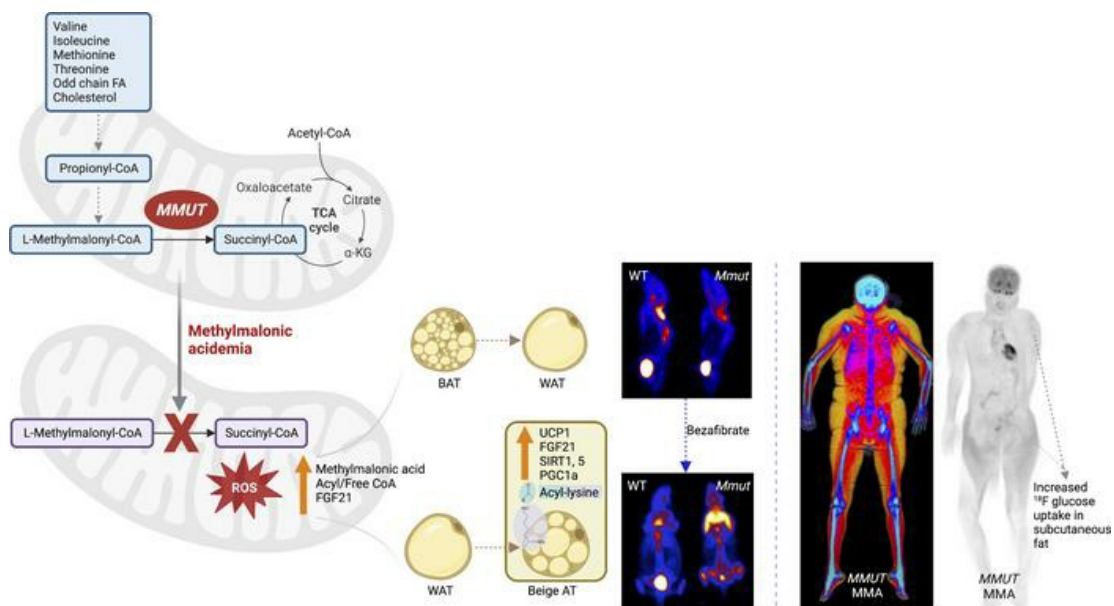 Valine
Isoleucine
Methionine
Threonine
Odd chain FA
Cholesterol
Propionyl-CoA
L-Methylmalonyl-CoA
MMUT
Succinyl-CoA
Acetyl-CoA
Oxaloacetate
Citrate
TCA
cycle
α-KG
Methylmalonic
acidemia
L-Methylmalonyl-CoA
X
Succinyl-CoA
ROS
Methylmalonic acid
Acyl/Free CoA
FGF21
BAT
WAT
WAT
UCP1
FGF21
SIRT1, 5
PGC1a
Acyl-lysine
Beige AT
WT
Mmut
Bezafibrate
WT
Mmut
MMUT
MMA
MMUT
MMA
Increased
¹⁸F glucose
uptake in
subcutaneous
fat